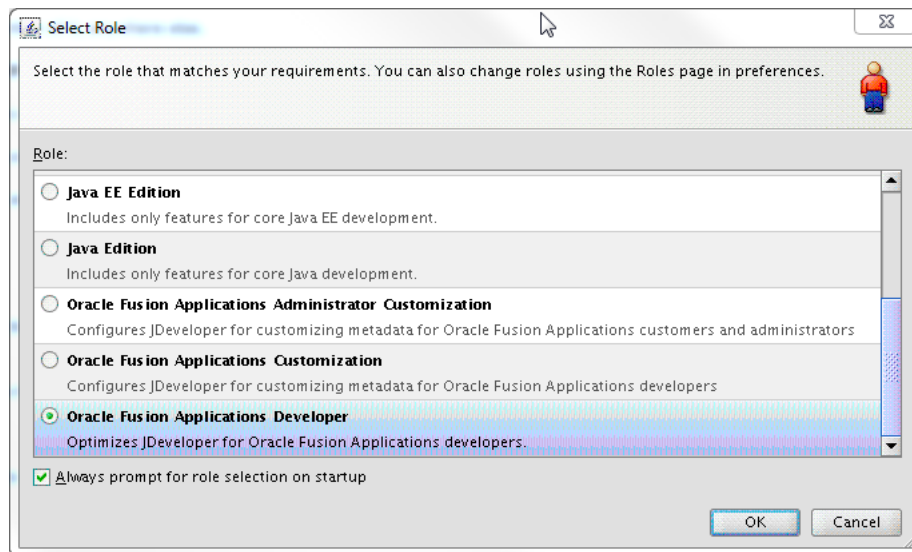 Select Role
Select the role that matches your requirements. You can also change roles using the Roles page in preferences.
Role:
Java EE Edition
Includes only features for core Java EE development.
Java Edition
Includes only features for core Java development.
Oracle Fusion Applications Administrator Customization
Configures JDeveloper for customizing metadata for Oracle Fusion Applications customers and administrators
Oracle Fusion Applications Customization
Configures JDeveloper for customizing metadata for Oracle Fusion Applications developers
Oracle Fusion Applications Developer
Optimizes JDeveloper for Oracle Fusion Applications developers.
Always prompt for role selection on startup
OK Cancel